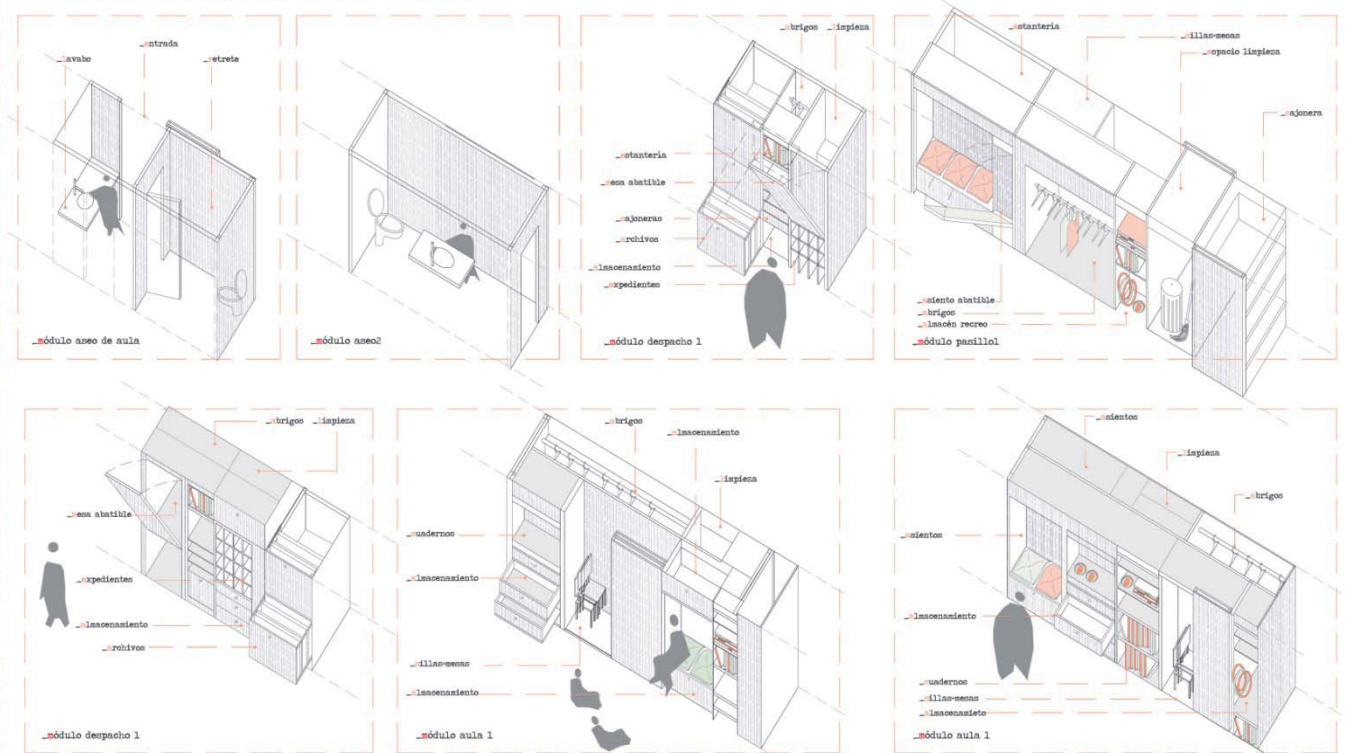 _lavabo
_entrada
_retrete
_módulo aseo de aula
_módulo aseo2
_abrigos _limpieza
_estantería
_mesa abatible
_cajoneras
_archivos
_almacenamiento
_expedientes
_módulo despacho 1
_estantería
_sillas-mesas
_espacio limpieza
_cajonera
_asiento abatible
_abrigos
_almacén recreo
_módulo pasillo1
_abrigos _limpieza
_mesa abatible
_expedientes
_almacenamiento
_archivos
_módulo despacho 1
_abrigos
_almacenamiento
_limpieza
_cuadernos
_almacenamiento
_sillas-mesas
_almacenamiento
_módulo aula 1
_asientos
_limpieza
_abrigos
_asientos
_almacenamiento
_cuadernos
_sillas-mesas
_almacenamieto
_módulo aula 1